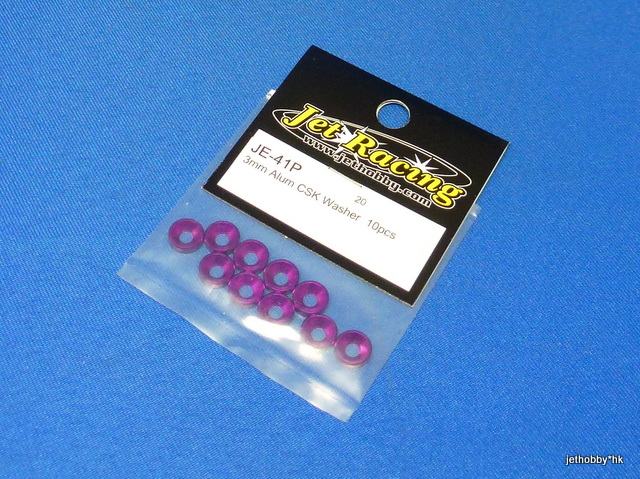 Jet Racing
www.jethobby.com
JE-41P
20
3mm Alum CSK Washer 10pcs
jethobby*hk